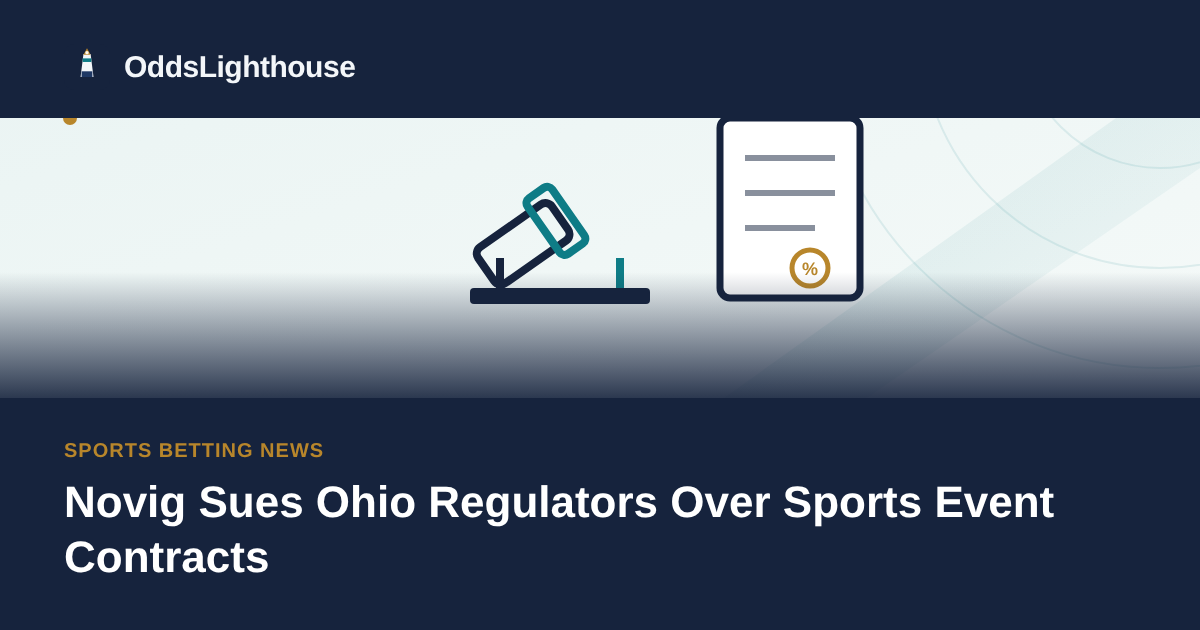 OddsLighthouse
%
SPORTS BETTING NEWS
Novig Sues Ohio Regulators Over Sports Event
Contracts